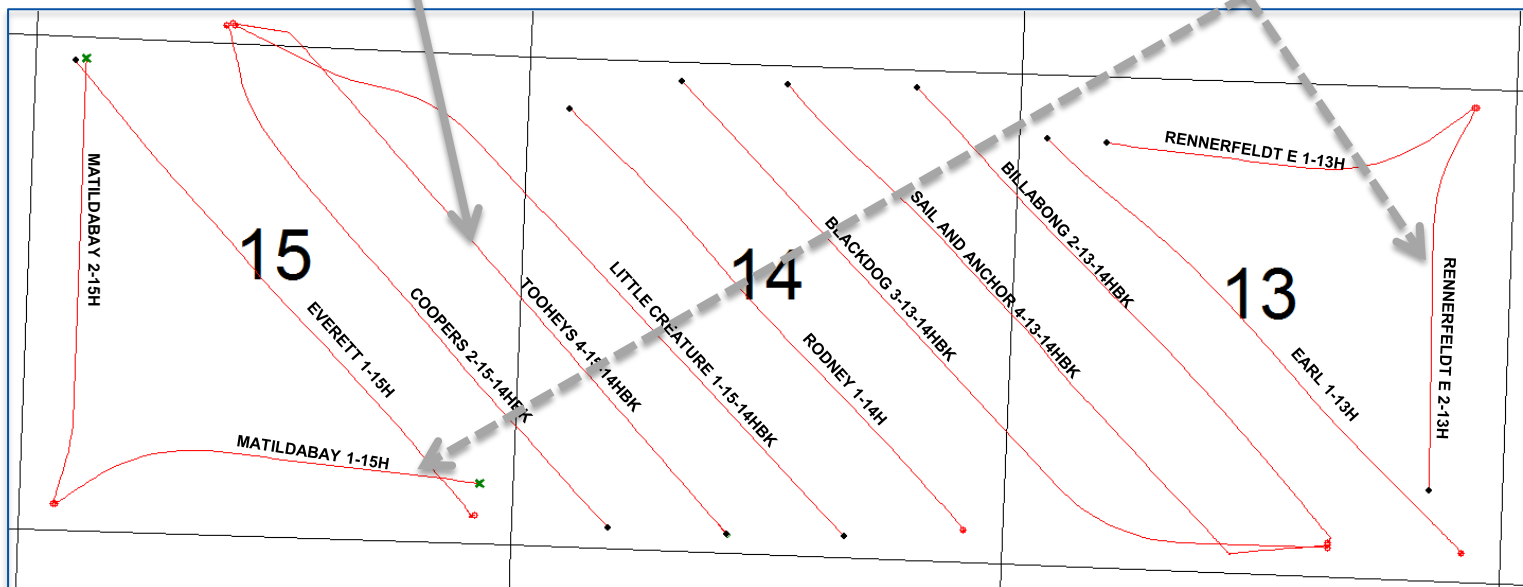 MATILDABAY 2-15H
15
EVERETT 1-15H
MATILDABAY 1-15H
COOPERS 2-15-14HBK
TOOHEYS 4-15-14HBK
LITTLE CREATURE 1-15-14HBK
14
RODNEY 1-14H
BLACKDOG 3-13-14HBK
SAIL AND ANCHOR 4-13-14HBK
BILLABONG 2-13-14HBK
13
EARL 1-13H
RENNERFELDT E 1-13H
RENNERFELDT E 2-13H